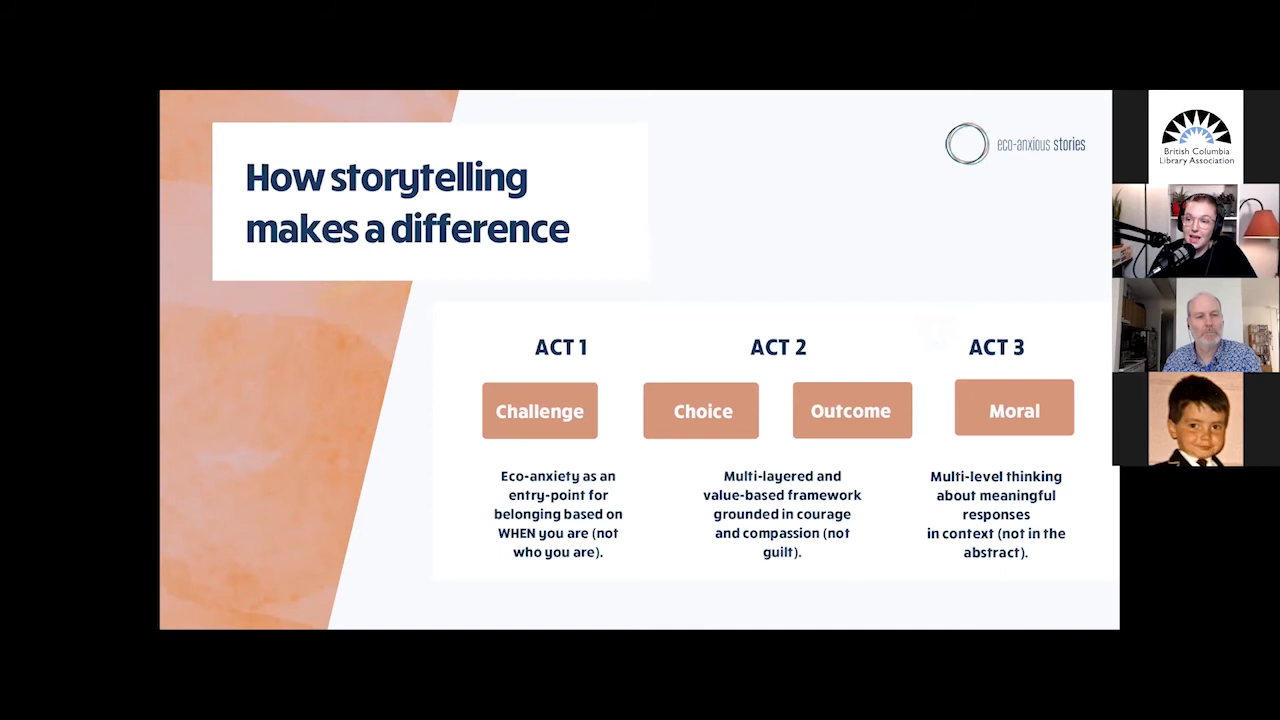 How storytelling
makes a difference
eco-anxious stories
ACT 1
ACT 2
ACT 3
Challenge
Choice
Outcome
Moral
Eco-anxiety as an
entry-point for
belonging based on
WHEN you are (not
who you are).
Multi-layered and
value-based framework
grounded in courage
and compassion (not
guilt).
Multi-level thinking
about meaningful
responses
in context (not in the
abstract).
British Columbia
Library Association